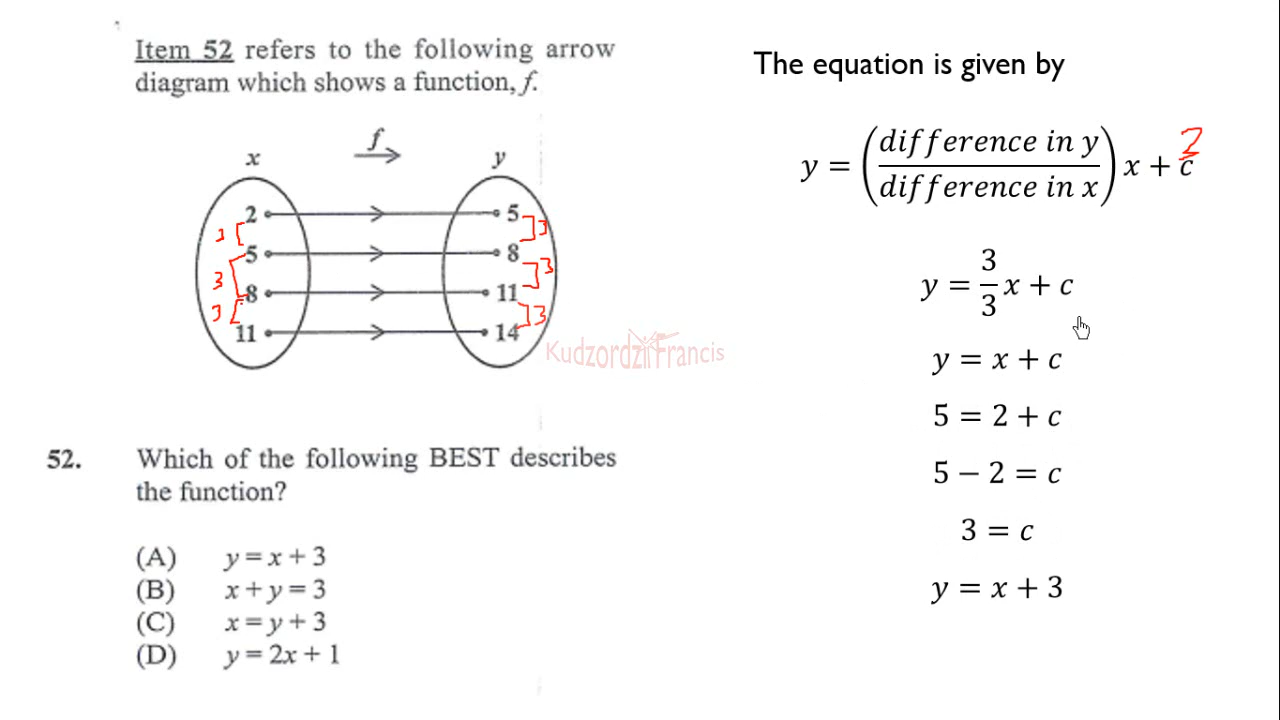 Item 52 refers to the following arrow
diagram which shows a function, f.
f
x
y
2
5
8
11
5
8
11
14
3
3
3
3
3
3
Kudzordzi Francis
52. Which of the following BEST describes
the function?
(A) y = x + 3
(B) x + y = 3
(C) x = y + 3
(D) y = 2x + 1
The equation is given by
y = (difference in y / difference in x) x + c
?
y = 3/3 x + c
y = x + c
5 = 2 + c
5 − 2 = c
3 = c
y = x + 3